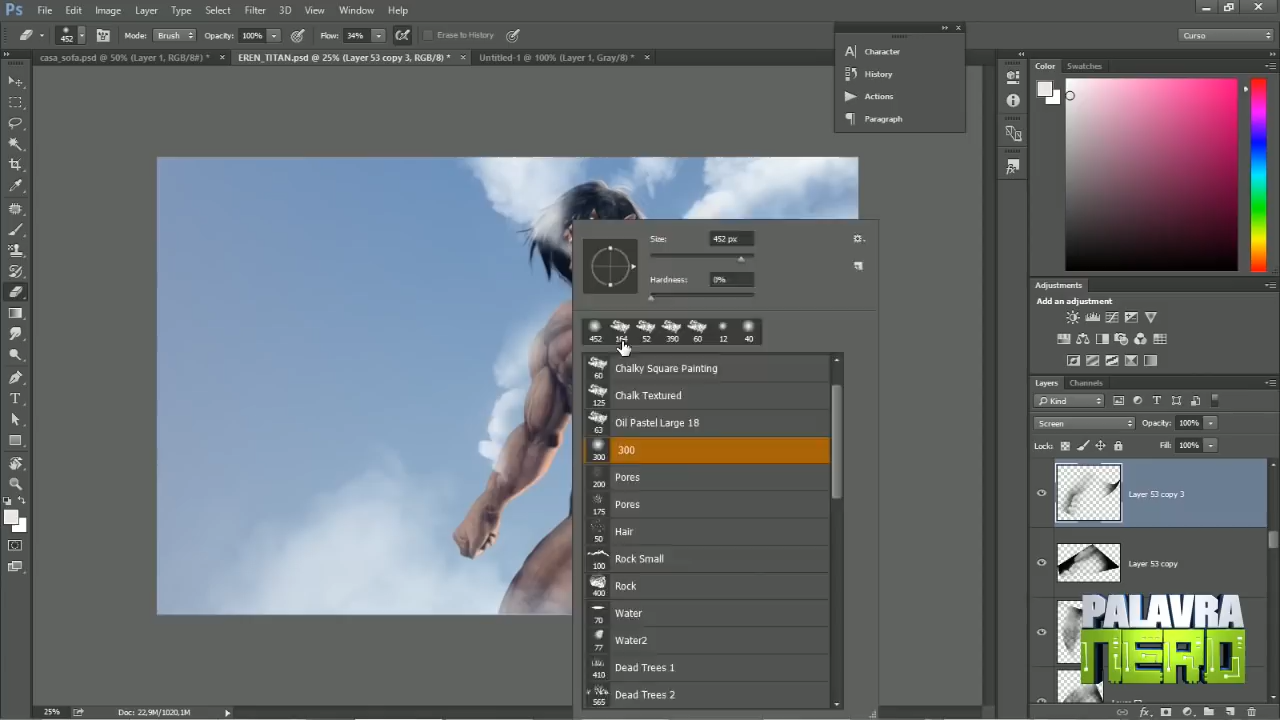 Ps File Edit Image Layer Type Select Filter 3D View Window Help
452 Mode: Brush Opacity: 100% Flow: 34% Erase to History Curso
casa_sofa.psd @ 50% (Layer 1, RGB/8#) * × EREN_TITAN.psd @ 25% (Layer 53 copy 3, RGB/8) * × Untitled-1 @ 100% (Layer 1, Gray/8) * ×
Character
History
Actions
Paragraph
Color Swatches
Size: 452 px
Hardness: 0%
452 164 52 390 60 12 40
60 Chalky Square Painting
125 Chalk Textured
63 Oil Pastel Large 18
300 300
200 Pores
175 Pores
50 Hair
100 Rock Small
400 Rock
70 Water
77 Water2
410 Dead Trees 1
565 Dead Trees 2
Adjustments
Add an adjustment
Layers Channels
Kind
Screen Opacity: 100%
Lock: Fill: 100%
Layer 53 copy 3
Layer 53 copy
PALAVRA
NERD
25% Doc: 22,9M/1020,1M